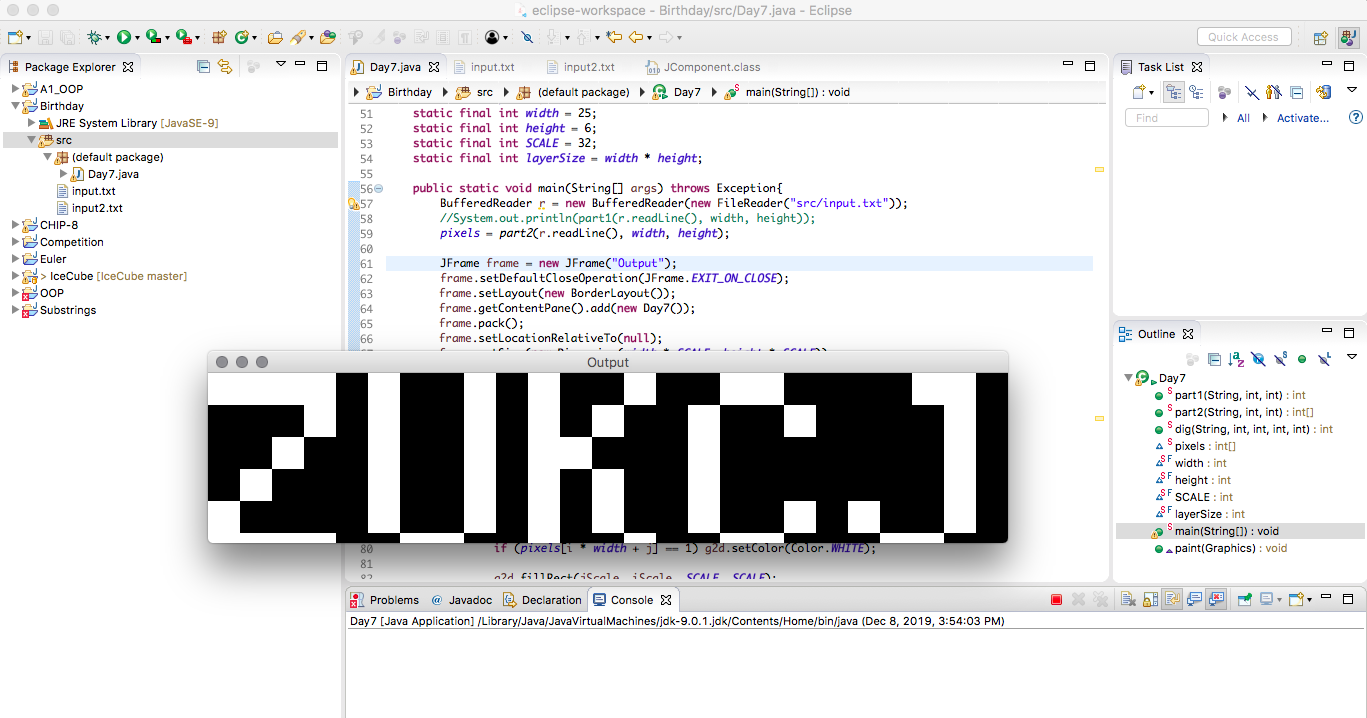 eclipse-workspace - Birthday/src/Day7.java - Eclipse
Quick Access
Package Explorer
A1_OOP
Birthday
JRE System Library [JavaSE-9]
src
(default package)
Day7.java
input.txt
input2.txt
CHIP-8
Competition
Euler
> IceCube [IceCube master]
OOP
Substrings
Day7.java input.txt input2.txt JComponent.class
Birthday src (default package) Day7 main(String[]) : void
51 static final int width = 25;
52 static final int height = 6;
53 static final int SCALE = 32;
54 static final int layerSize = width * height;
55
56 public static void main(String[] args) throws Exception{
57 BufferedReader r = new BufferedReader(new FileReader("src/input.txt"));
58 //System.out.println(part1(r.readLine(), width, height));
59 pixels = part2(r.readLine(), width, height);
60
61 JFrame frame = new JFrame("Output");
62 frame.setDefaultCloseOperation(JFrame.EXIT_ON_CLOSE);
63 frame.setLayout(new BorderLayout());
64 frame.getContentPane().add(new Day7());
65 frame.pack();
66 frame.setLocationRelativeTo(null);
Output
80 if (pixels[i * width + j] == 1) g2d.setColor(Color.WHITE);
81
82 g2d.fillRect(jScale, iScale, SCALE, SCALE);
Task List
Find All Activate...
Outline
Day7
part1(String, int, int) : int
part2(String, int, int) : int[]
dig(String, int, int, int, int) : int
pixels : int[]
width : int
height : int
SCALE : int
layerSize : int
main(String[]) : void
paint(Graphics) : void
Problems Javadoc Declaration Console
Day7 [Java Application] /Library/Java/JavaVirtualMachines/jdk-9.0.1.jdk/Contents/Home/bin/java (Dec 8, 2019, 3:54:03 PM)